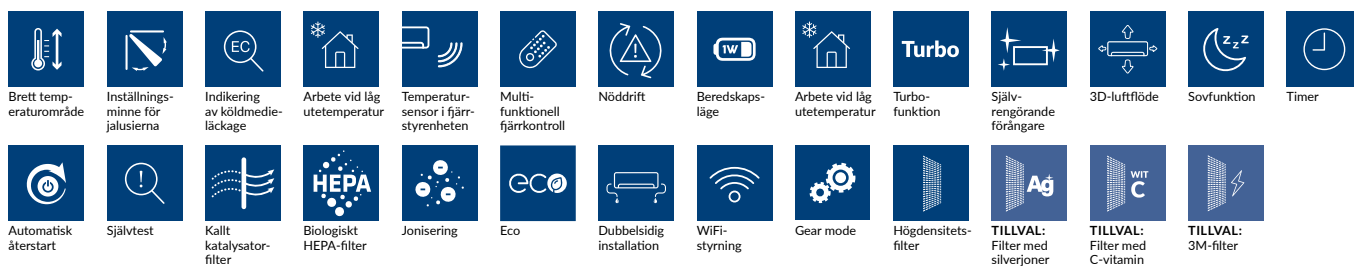 EC
1W
Turbo
z z z
Brett temp-
eraturområde
Inställnings-
minne för
jalusierna
Indikering
av köldmedie-
läckage
Arbete vid låg
utetemperatur
Temperatur-
sensor i fjärr-
styrenheten
Multi-
funktionell
fjärrkontroll
Nöddrift
Beredskaps-
läge
Arbete vid låg
utetemperatur
Turbo-
funktion
Själv-
rengörande
förångare
3D-luftflöde
Sovfunktion
Timer
HEPA
eco
Ag
WIT
C
Automatisk
återstart
Självtest
Kallt
katalysator-
filter
Biologiskt
HEPA-filter
Jonisering
Eco
Dubbelsidig
installation
WiFi-
styrning
Gear mode
Högdensitets-
filter
TILLVAL:
Filter med
silverjoner
TILLVAL:
Filter med
C-vitamin
TILLVAL:
3M-filter